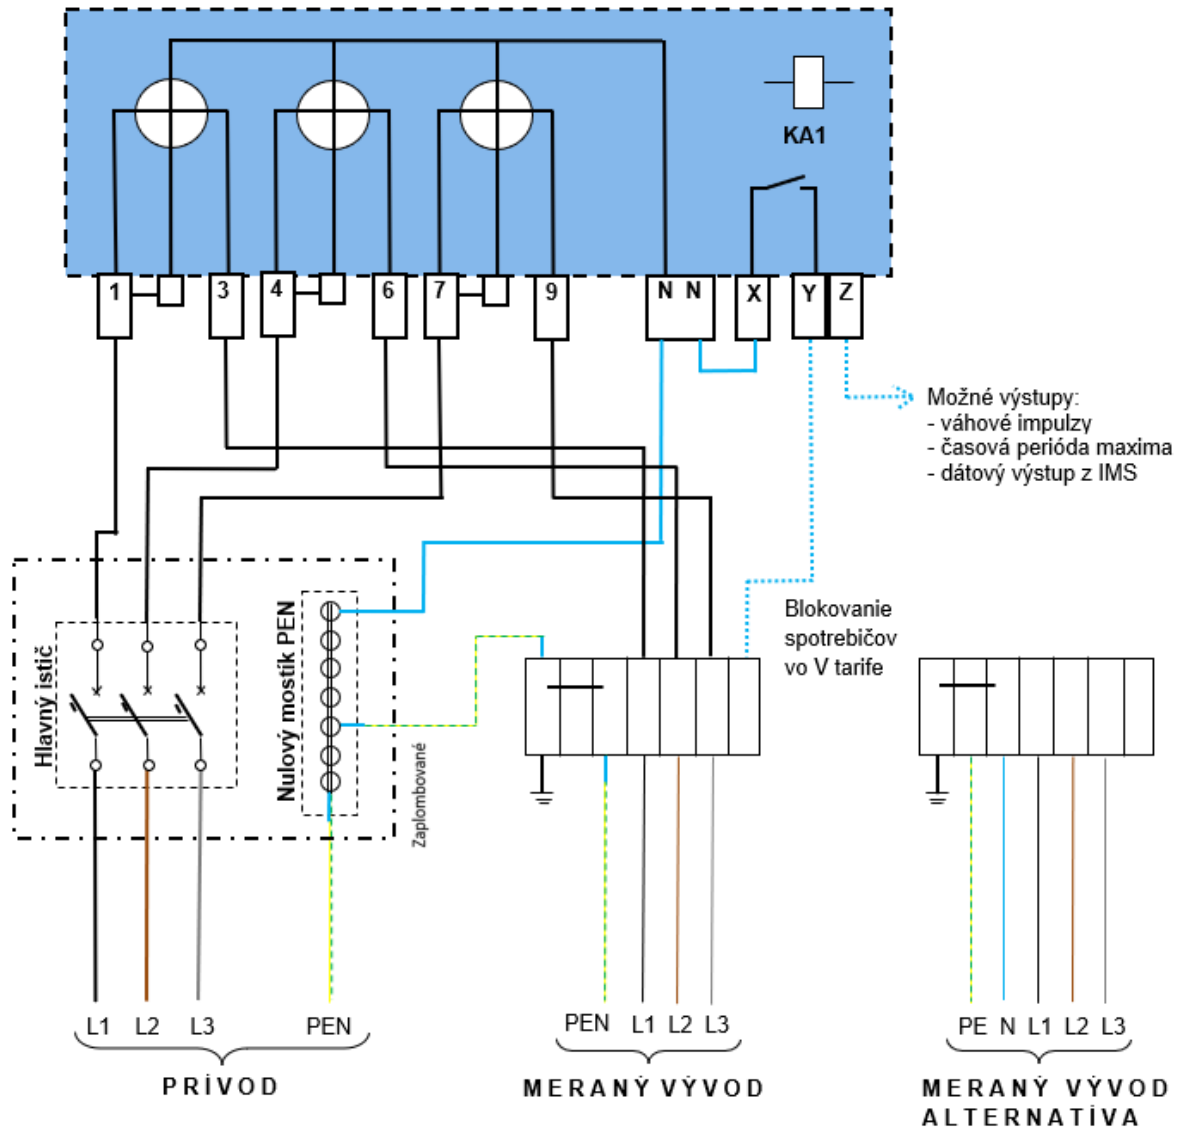 KA1
1
3
4
6
7
9
N N
X
Y
Z
Možné výstupy:
- váhové impulzy
- časová perióda maxima
- dátový výstup z IMS
Hlavný istič
Nulový mostík PEN
Zaplombované
Blokovanie
spotrebičov
vo V tarife
L1 L2 L3 PEN
PRÍVOD
PEN L1 L2 L3
MERANÝ VÝVOD
PE N L1 L2 L3
MERANÝ VÝVOD
ALTERNATÍVA